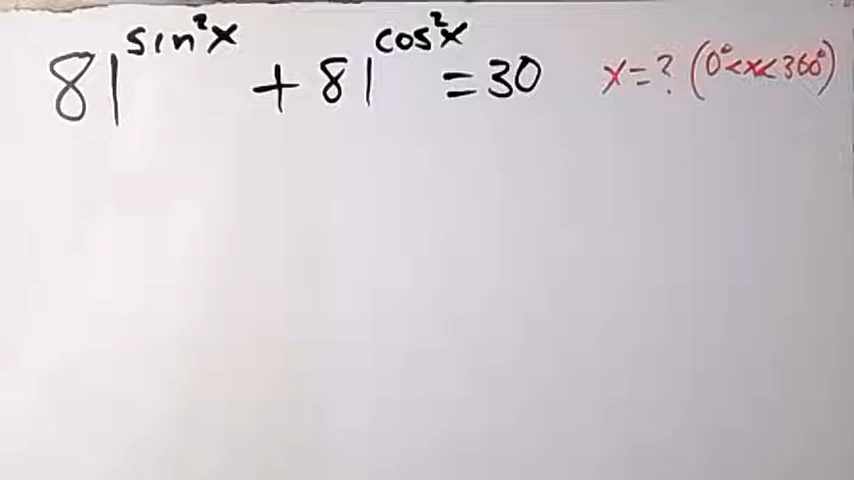 81^sin²x + 81^cos²x = 30 x=? (0°<x<360°)